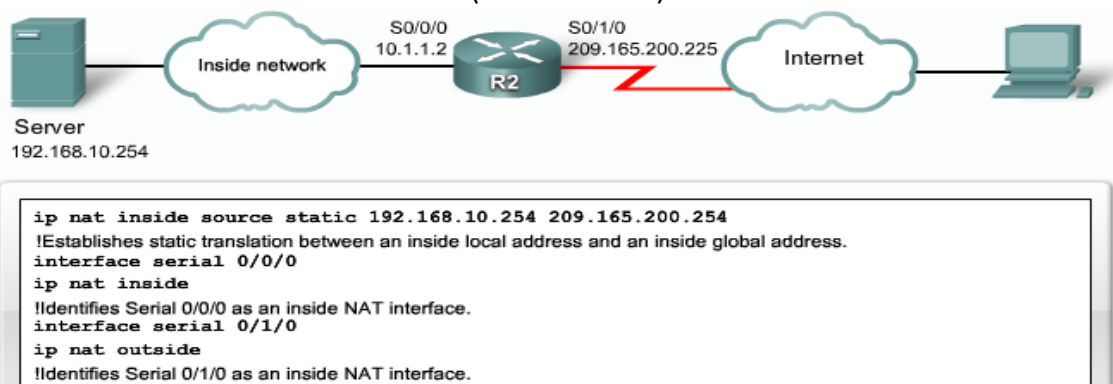 S0/0/0
10.1.1.2
S0/1/0
209.165.200.225
Inside network
R2
Internet
Server
192.168.10.254
ip nat inside source static 192.168.10.254 209.165.200.254
!Establishes static translation between an inside local address and an inside global address.
interface serial 0/0/0
ip nat inside
!Identifies Serial 0/0/0 as an inside NAT interface.
interface serial 0/1/0
ip nat outside
!Identifies Serial 0/1/0 as an inside NAT interface.